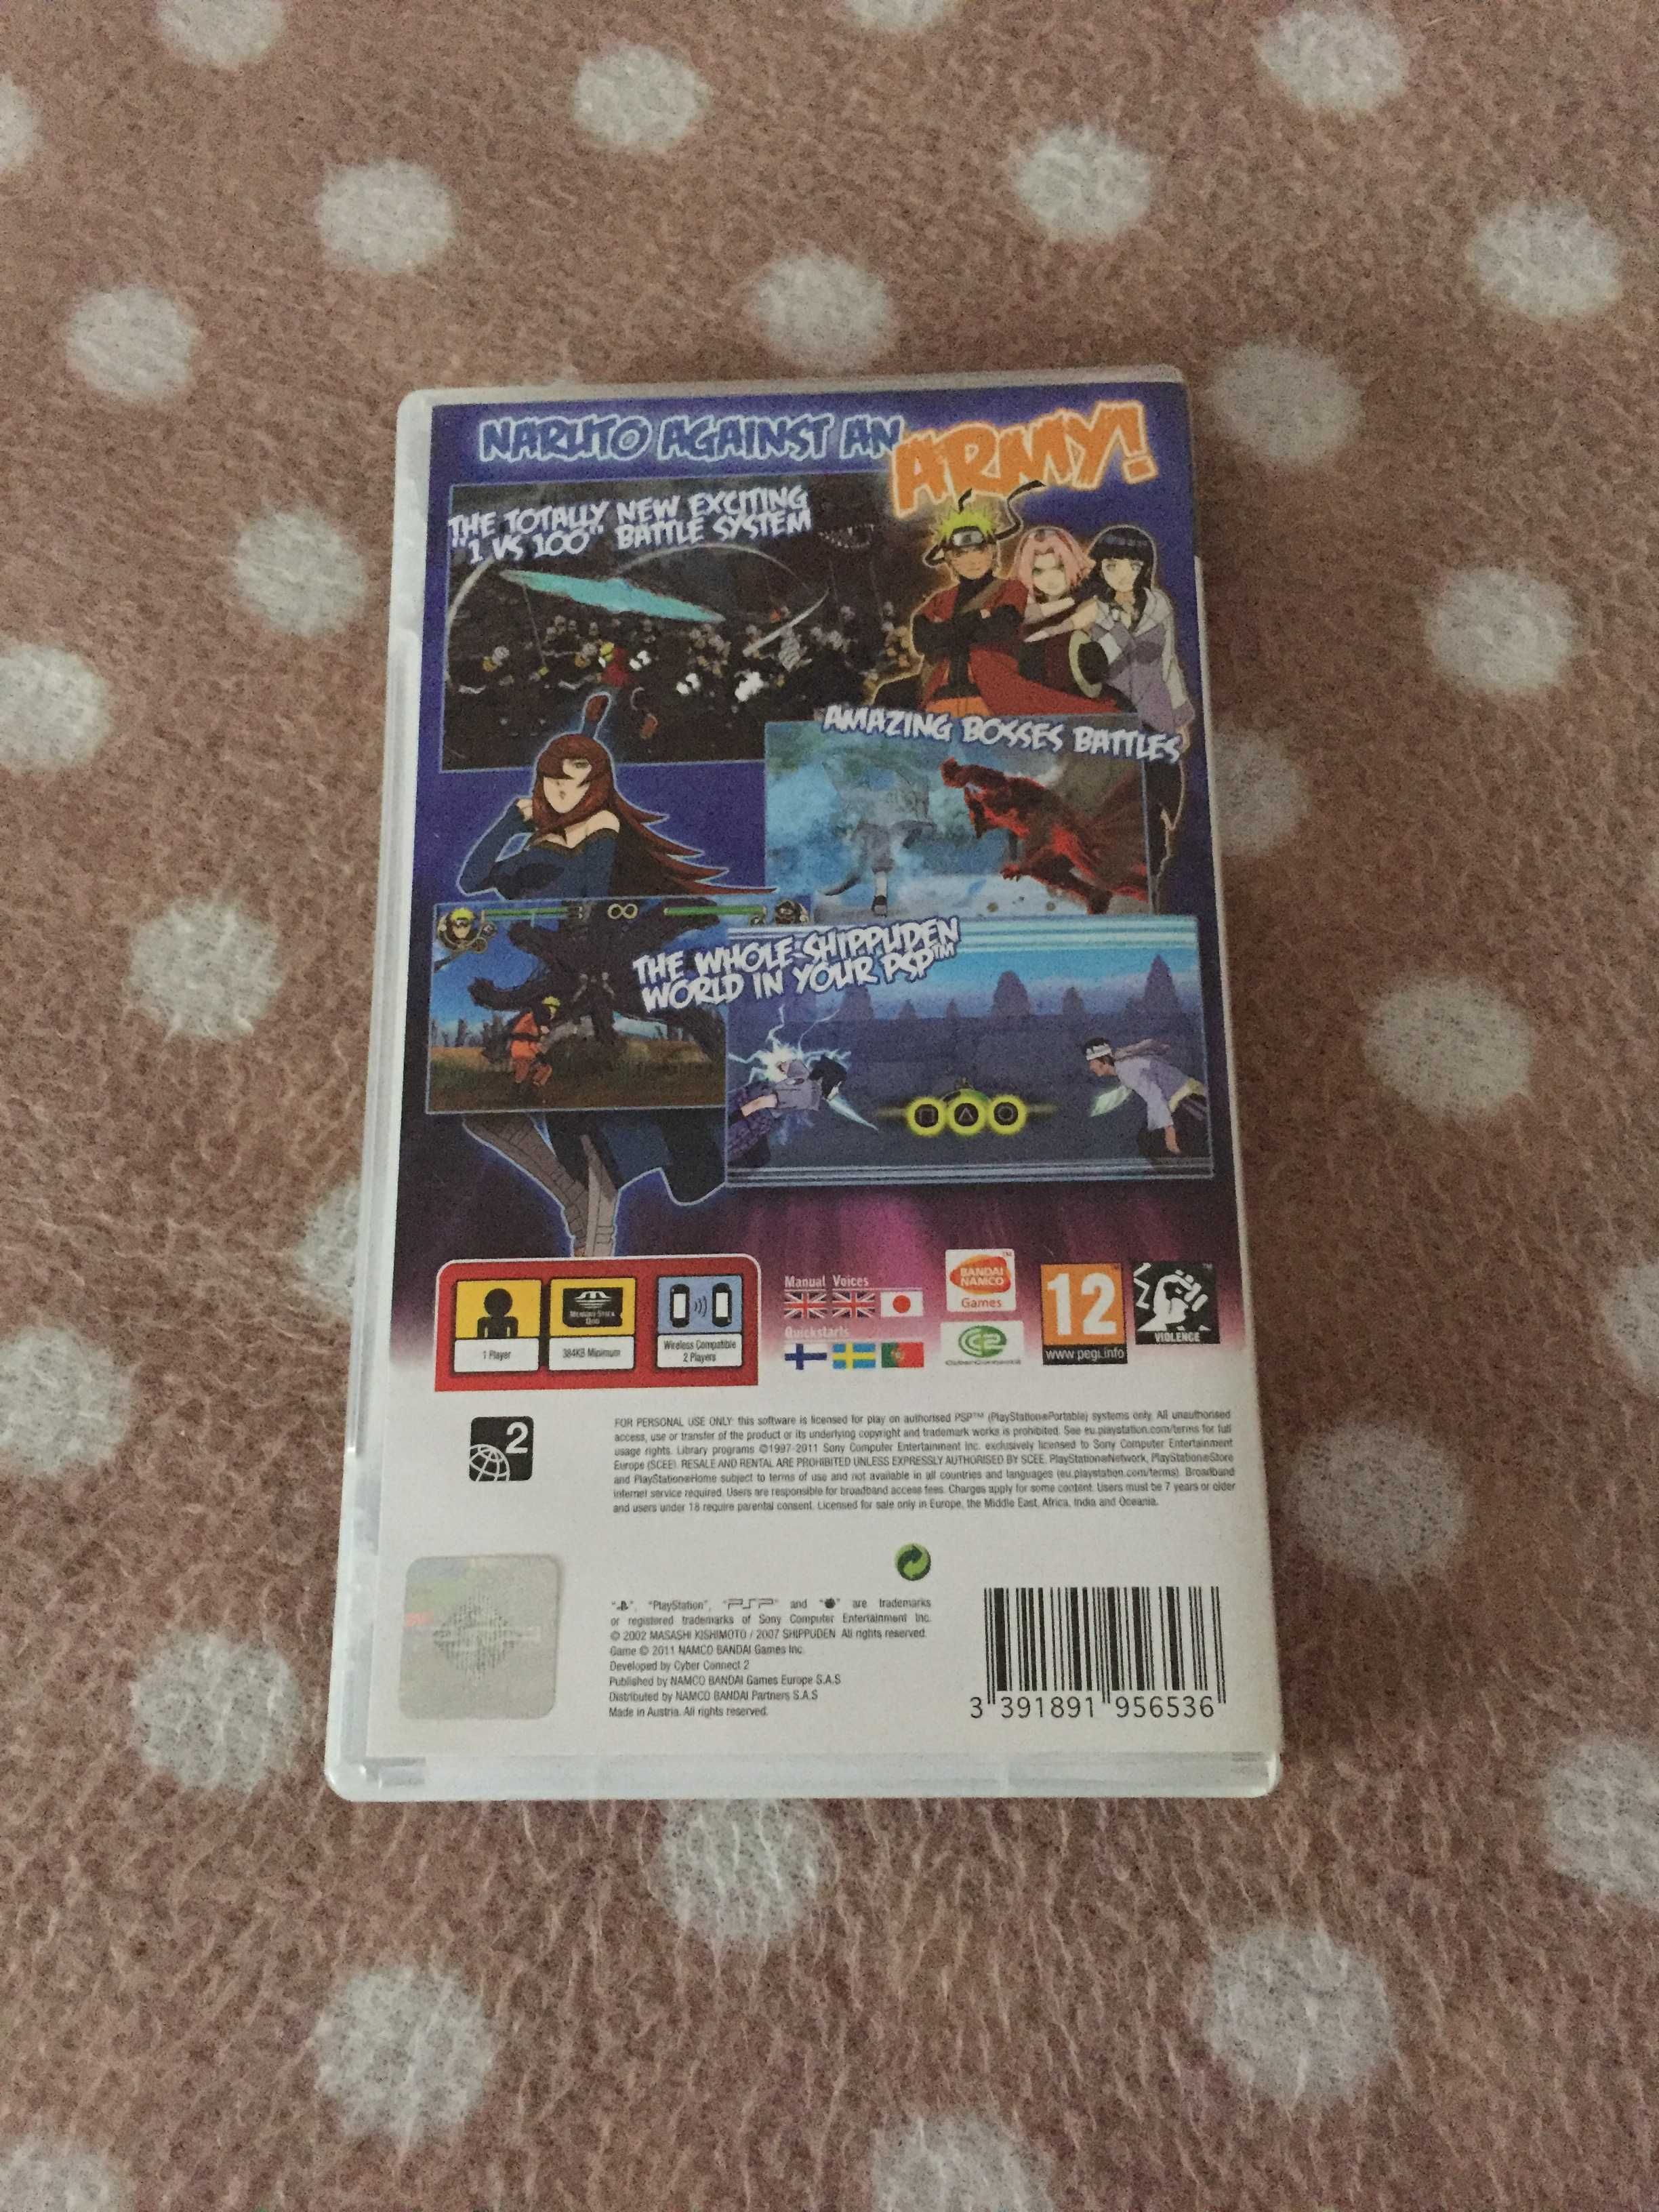 NARUTO AGAINST AN ARMY!
THE TOTALLY NEW EXCITING
"1 VS 100" BATTLE SYSTEM
AMAZING BOSSES BATTLES
THE WHOLE SHIPPUDEN
WORLD IN YOUR PSP™
1 Player
MEMORY STICK
DUO
384KB Minimum
Wireless Compatible
2 Players
Manual Voices
Quickstarts
BANDAI
NAMCO
Games
CyberConnect2
12
www.pegi.info
VIOLENCE
2
FOR PERSONAL USE ONLY: this software is licensed for play on authorised PSP™ (PlayStation®Portable) systems only. All unauthorised
access, use or transfer of the product or its underlying copyright and trademark works is prohibited. See eu.playstation.com/terms for full
usage rights. Library programs ©1997-2011 Sony Computer Entertainment Inc. exclusively licensed to Sony Computer Entertainment
Europe (SCEE). RESALE AND RENTAL ARE PROHIBITED UNLESS EXPRESSLY AUTHORISED BY SCEE. PlayStation®Network, PlayStation®Store
and PlayStation®Home subject to terms of use and not available in all countries and languages (eu.playstation.com/terms). Broadband
internet service required. Users are responsible for broadband access fees. Charges apply for some content. Users must be 7 years or older
and users under 18 require parental consent. Licensed for sale only in Europe, the Middle East, Africa, India and Oceania.
"", "PlayStation", "PSP" and "" are trademarks
or registered trademarks of Sony Computer Entertainment Inc.
© 2002 MASASHI KISHIMOTO / 2007 SHIPPUDEN All rights reserved.
Game © 2011 NAMCO BANDAI Games Inc.
Developed by Cyber Connect 2
Published by NAMCO BANDAI Games Europe S.A.S
Distributed by NAMCO BANDAI Partners S.A.S
Made in Austria. All rights reserved.
3 391891 956536